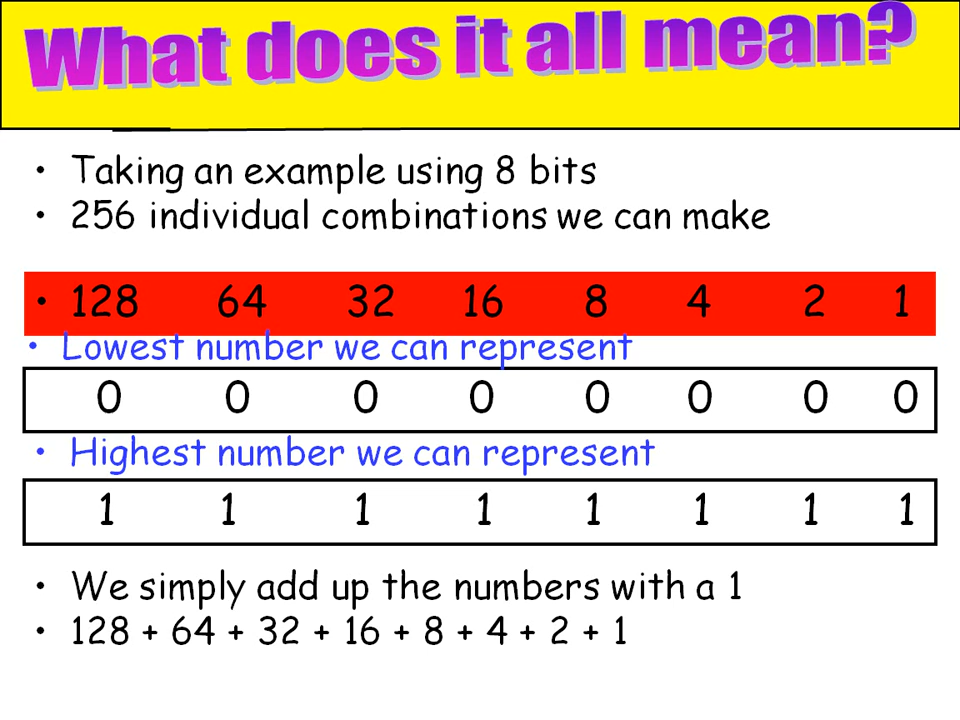 What does it all mean?
• Taking an example using 8 bits
• 256 individual combinations we can make
• 128 64 32 16 8 4 2 1
• Lowest number we can represent
0 0 0 0 0 0 0 0
• Highest number we can represent
1 1 1 1 1 1 1 1
• We simply add up the numbers with a 1
• 128 + 64 + 32 + 16 + 8 + 4 + 2 + 1